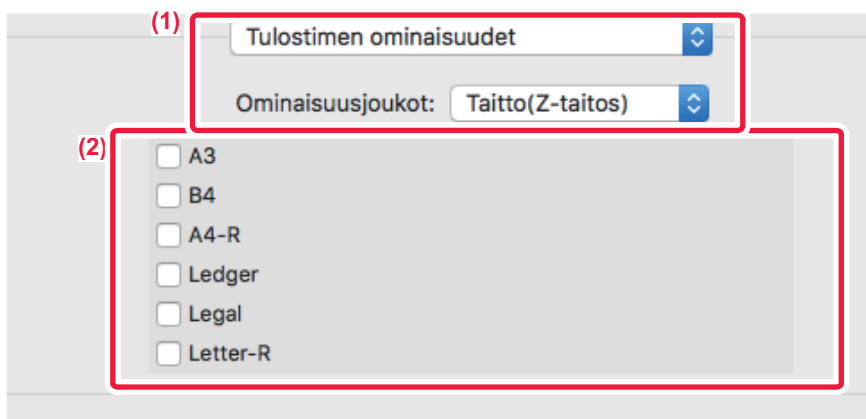 (1)
Tulostimen ominaisuudet
Ominaisuusjoukot: Taitto(Z-taitos)
(2)
A3
B4
A4-R
Ledger
Legal
Letter-R